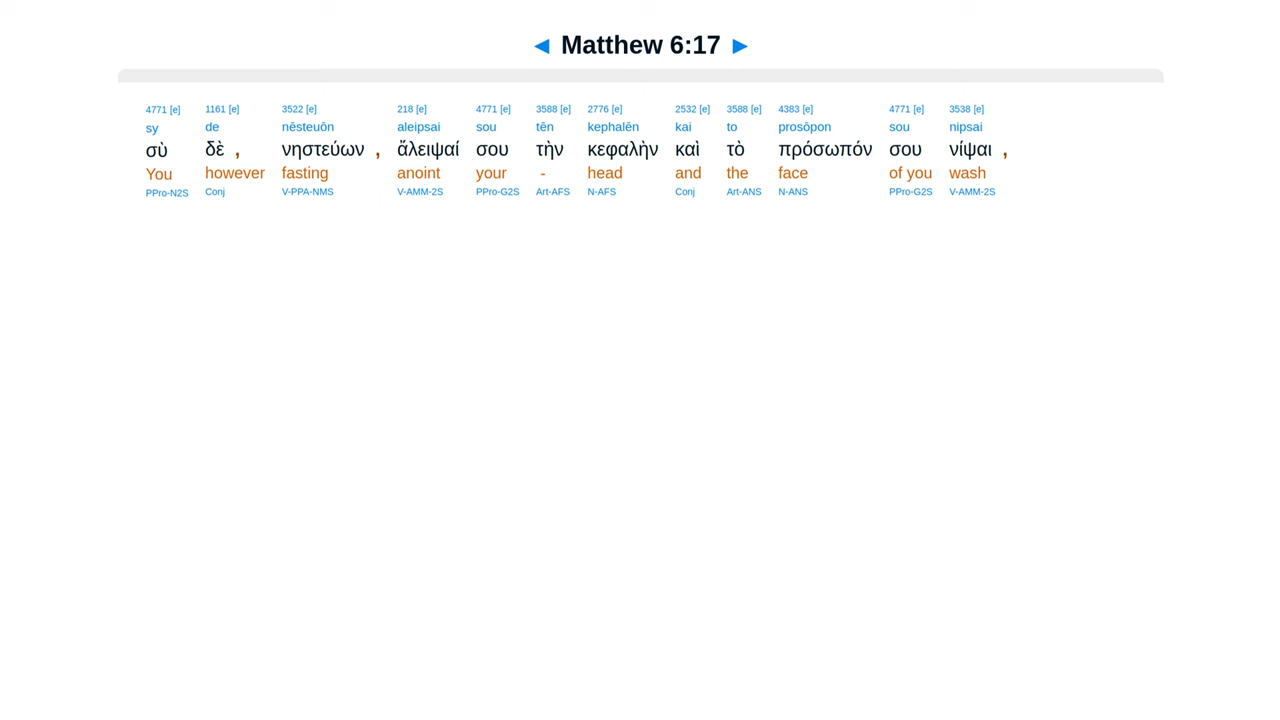 ◄ Matthew 6:17 ►
4771 [e] 1161 [e] 3522 [e] 218 [e] 4771 [e] 3588 [e] 2776 [e] 2532 [e] 3588 [e] 4383 [e] 4771 [e] 3538 [e]
sy de nēsteuōn aleipsai sou tēn kephalēn kai to prosōpon sou nipsai
σὺ δὲ , νηστεύων , ἄλειψαί σου τὴν κεφαλὴν καὶ τὸ πρόσωπόν σου νίψαι ,
You however fasting anoint your - head and the face of you wash
PPro-N2S Conj V-PPA-NMS V-AMM-2S PPro-G2S Art-AFS N-AFS Conj Art-ANS N-ANS PPro-G2S V-AMM-2S